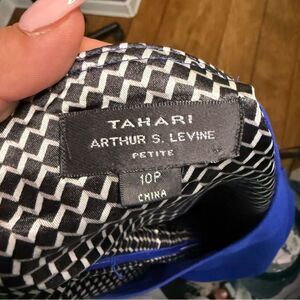 TAHARI
ARTHUR S. LEVINE
PETITE
10P
CHINA